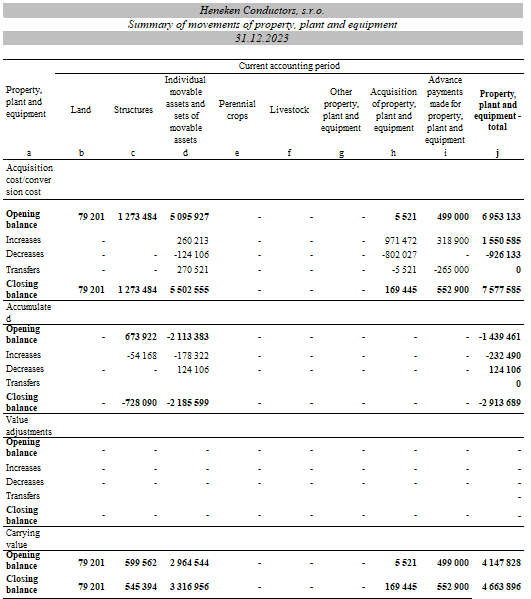 Heneken Conductors, s.r.o.
Summary of movements of property, plant and equipment
31.12.2023
Current accounting period
Property, plant and equipment Land Structures Individual movable assets and sets of movable assets Perennial crops Livestock Other property, plant and equipment Acquisition of property, plant and equipment Advance payments made for property, plant and equipment Property, plant and equipment - total
a b c d e f g h i j
Acquisition
cost/conver
sion cost
Opening balance 79 201 1 273 484 5 095 927 - - - 5 521 499 000 6 953 133
Increases - 260 213 - - - 971 472 318 900 1 550 585
Decreases - - -124 106 - - - -802 027 - -926 133
Transfers - 270 521 - - - -5 521 -265 000 0
Closing balance 79 201 1 273 484 5 502 555 - - - 169 445 552 900 7 577 585
Accumulate
d
Opening balance - 673 922 -2 113 383 - - - - - -1 439 461
Increases -54 168 -178 322 - - - - - -232 490
Decreases - - 124 106 - - - - - 124 106
Transfers 0
Closing balance - -728 090 -2 185 599 - - - - - -2 913 689
Value
adjustments
Opening balance - - - - - - - - -
Increases - - - - - - - - -
Decreases - - - - - - - - -
Transfers - - - - - - - - -
Closing balance - - - - - - - - -
Carrying
value
Opening balance 79 201 599 562 2 964 544 - - - 5 521 499 000 4 147 828
Closing balance 79 201 545 394 3 316 956 - - - 169 445 552 900 4 663 896